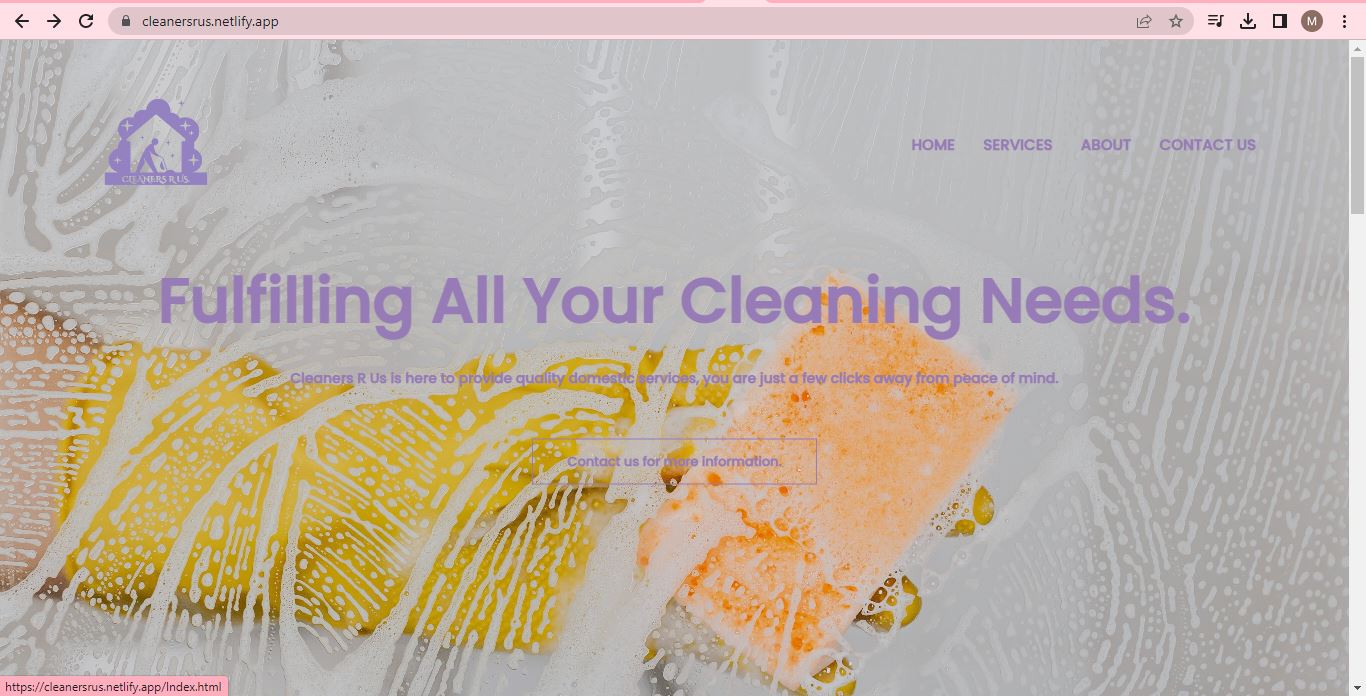 cleanersrus.netlify.app
M
CLEANERS R US
HOME SERVICES ABOUT CONTACT US
Fulfilling All Your Cleaning Needs.
Cleaners R Us is here to provide quality domestic services, you are just a few clicks away from peace of mind.
Contact us for more information.
https://cleanersrus.netlify.app/Index.html